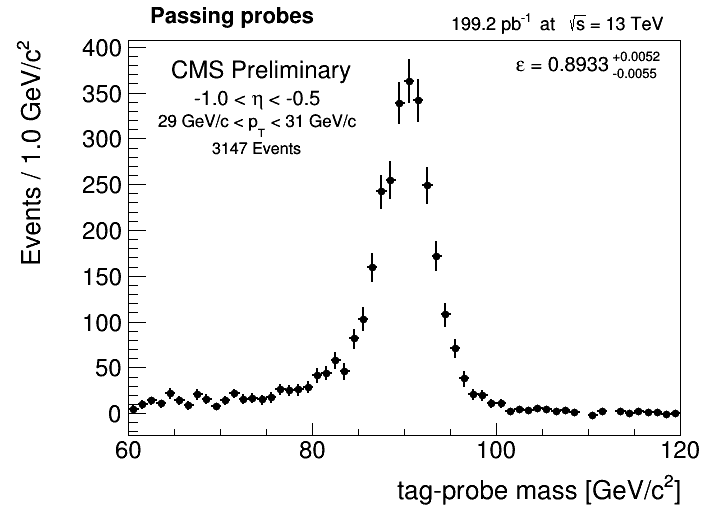 Passing probes
199.2 pb⁻¹ at √s = 13 TeV
CMS Preliminary
-1.0 < η < -0.5
29 GeV/c < p_T < 31 GeV/c
3147 Events
ε = 0.8933 +0.0052 -0.0055
Events / 1.0 GeV/c²
400
350
300
250
200
150
100
50
0
60 80 100 120
tag-probe mass [GeV/c²]